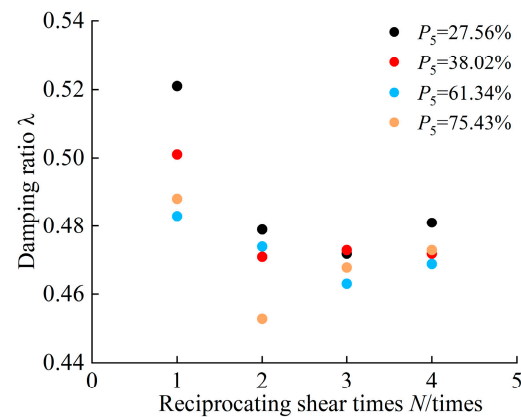 0.54
0.52
0.50
0.48
0.46
0.44
Damping ratio λ
P5=27.56%
P5=38.02%
P5=61.34%
P5=75.43%
0 1 2 3 4 5
Reciprocating shear times N/times